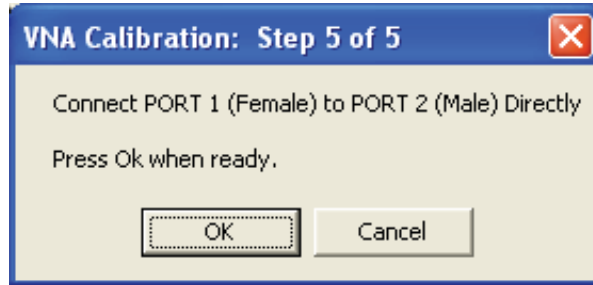 VNA Calibration: Step 5 of 5
Connect PORT 1 (Female) to PORT 2 (Male) Directly
Press Ok when ready.
OK
Cancel